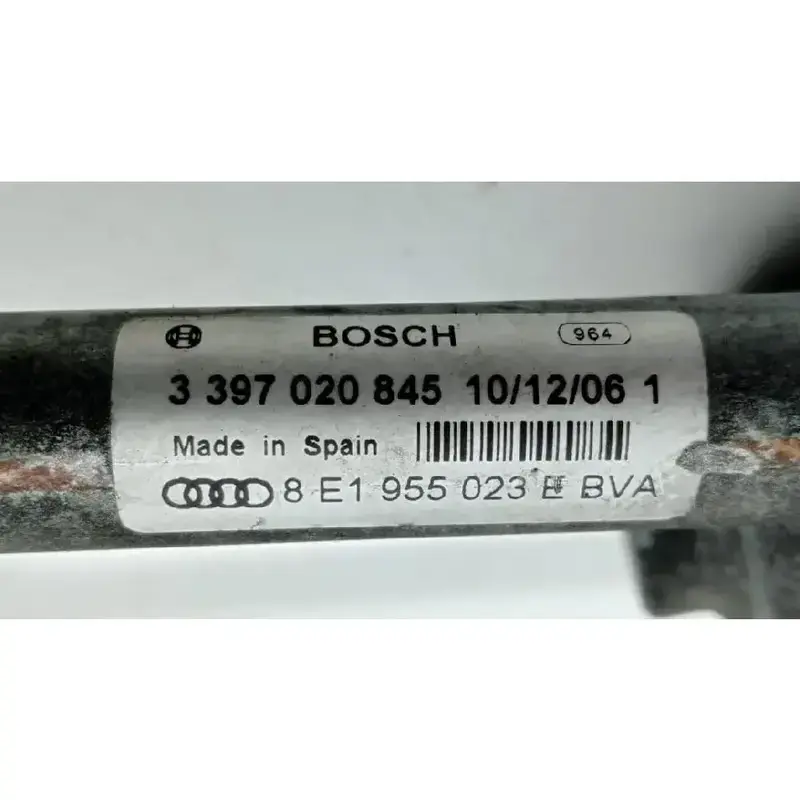 BOSCH 964
3 397 020 845 10/12/06 1
Made in Spain
8 E1 955 023 BVA